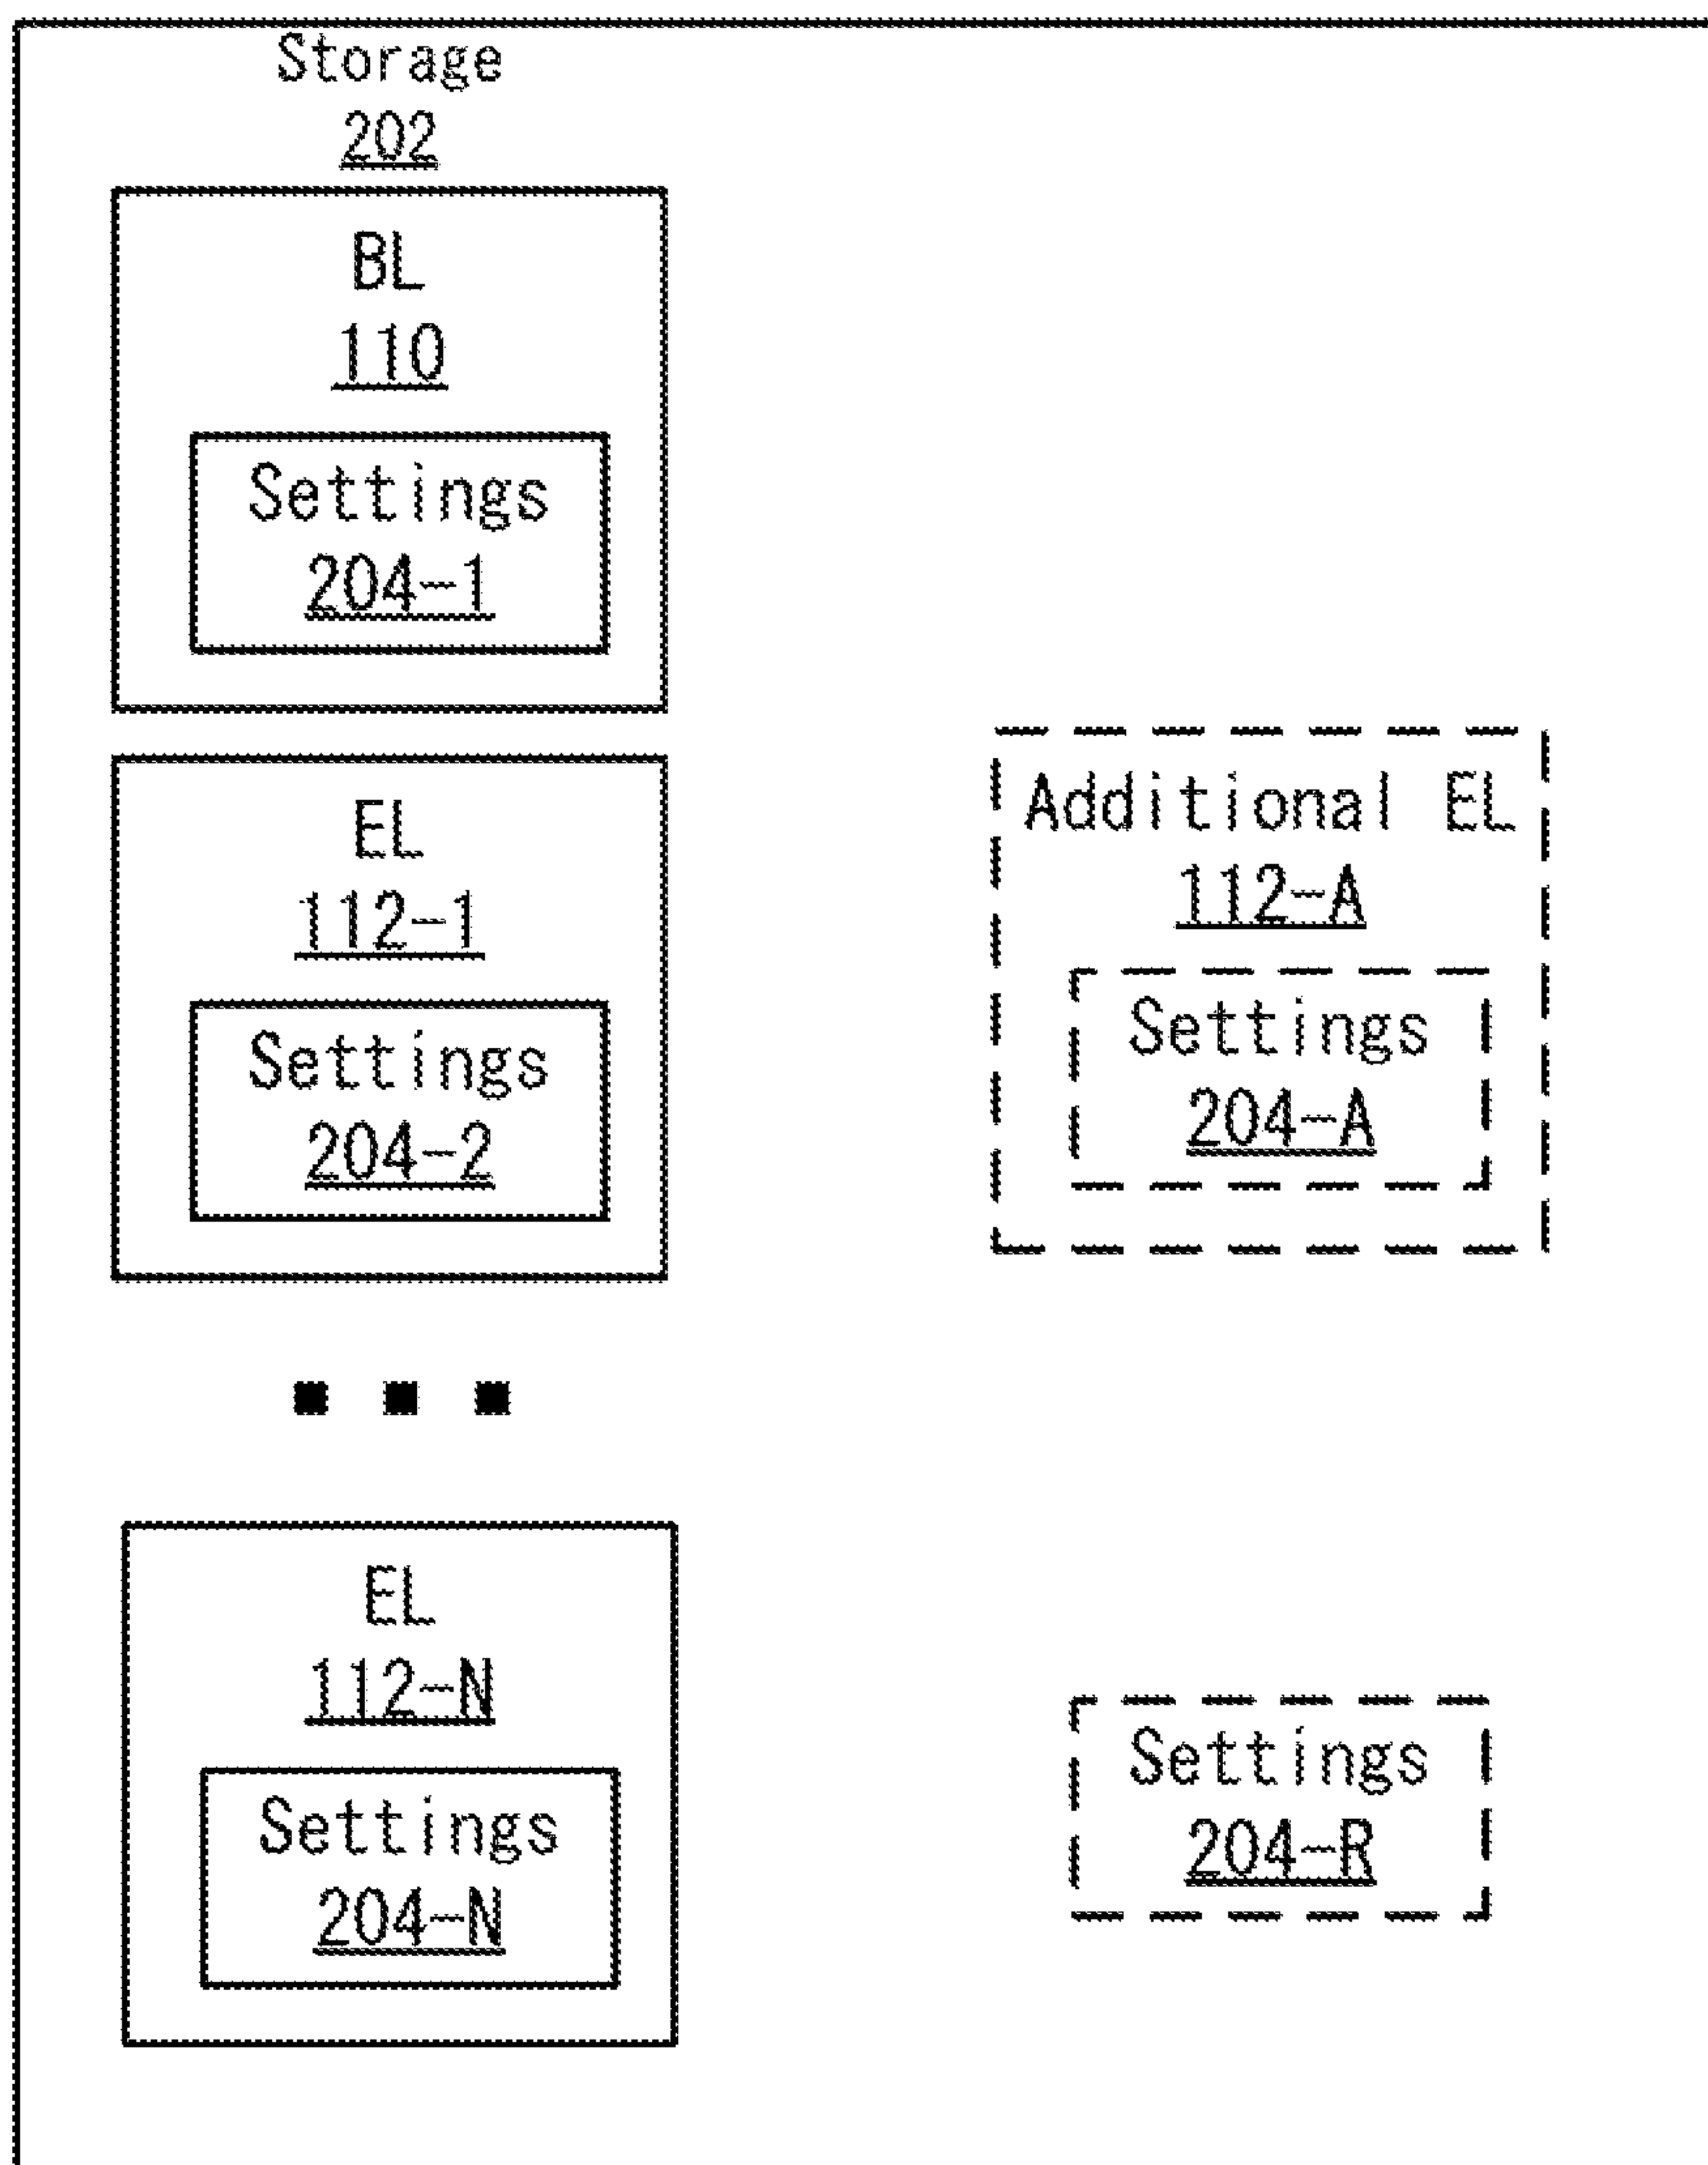 Storage
202
BL
110
Settings
204-1
EL
112-1
Settings
204-2
Additional EL
112-A
Settings
204-A
EL
112-N
Settings
204-N
Settings
204-R